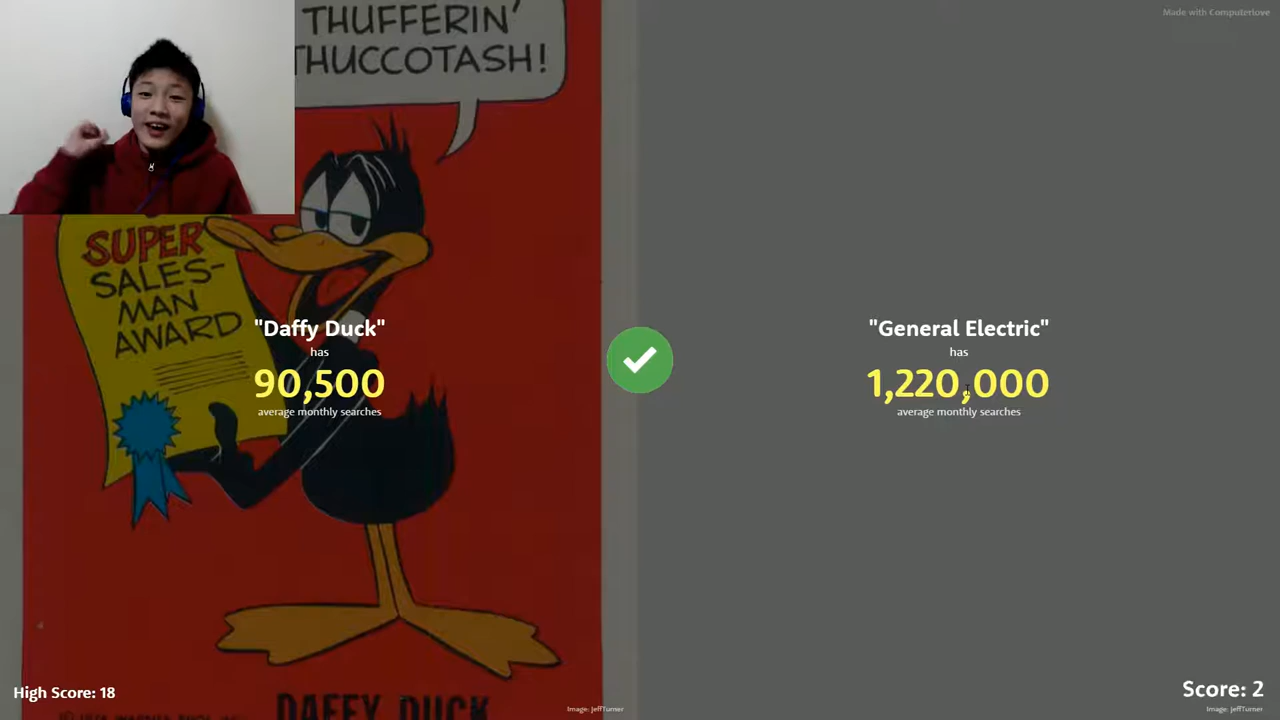 Made with Computerlove
THUFFERIN'
THUCCOTASH!
SUPER
SALES-
MAN
AWARD
"Daffy Duck"
has
90,500
average monthly searches
"General Electric"
has
1,220,000
average monthly searches
High Score: 18
Score: 2
DAFFY DUCK
Image: JeffTurner
Image: JeffTurner